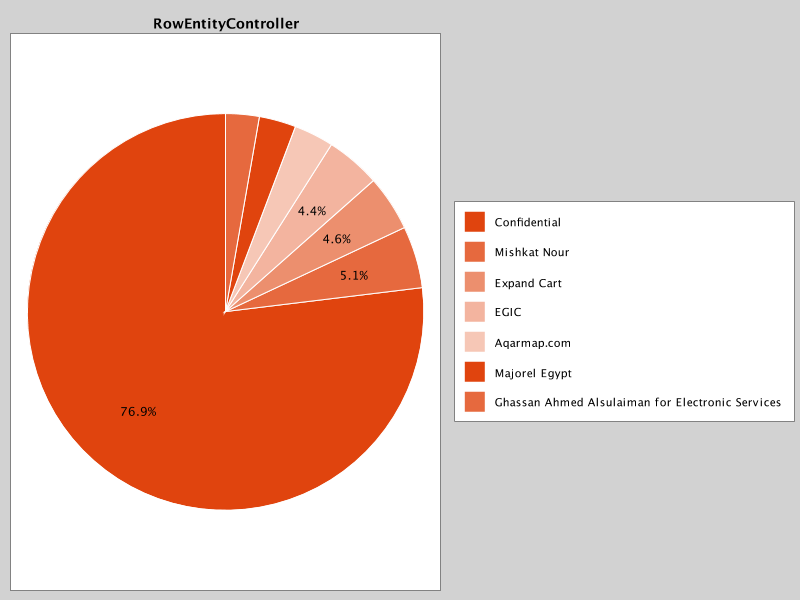 RowEntityController
4.4%
4.6%
5.1%
76.9%
Confidential
Mishkat Nour
Expand Cart
EGIC
Aqarmap.com
Majorel Egypt
Ghassan Ahmed Alsulaiman for Electronic Services